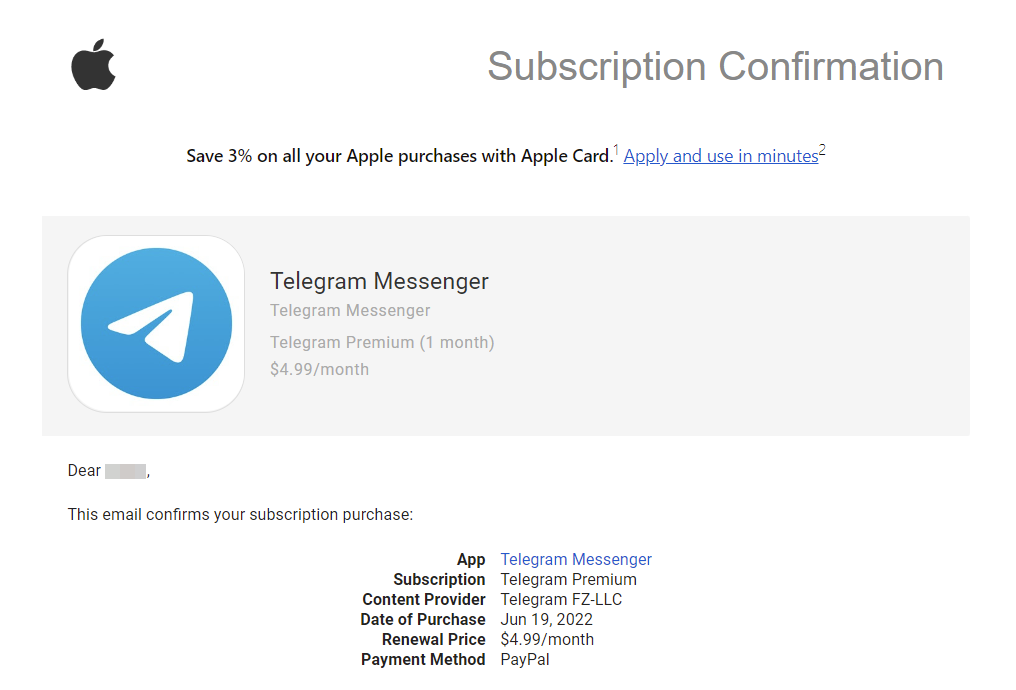 Subscription Confirmation
Save 3% on all your Apple purchases with Apple Card.1 Apply and use in minutes2
Telegram Messenger
Telegram Messenger
Telegram Premium (1 month)
$4.99/month
Dear ,
This email confirms your subscription purchase:
App Telegram Messenger
Subscription Telegram Premium
Content Provider Telegram FZ-LLC
Date of Purchase Jun 19, 2022
Renewal Price $4.99/month
Payment Method PayPal